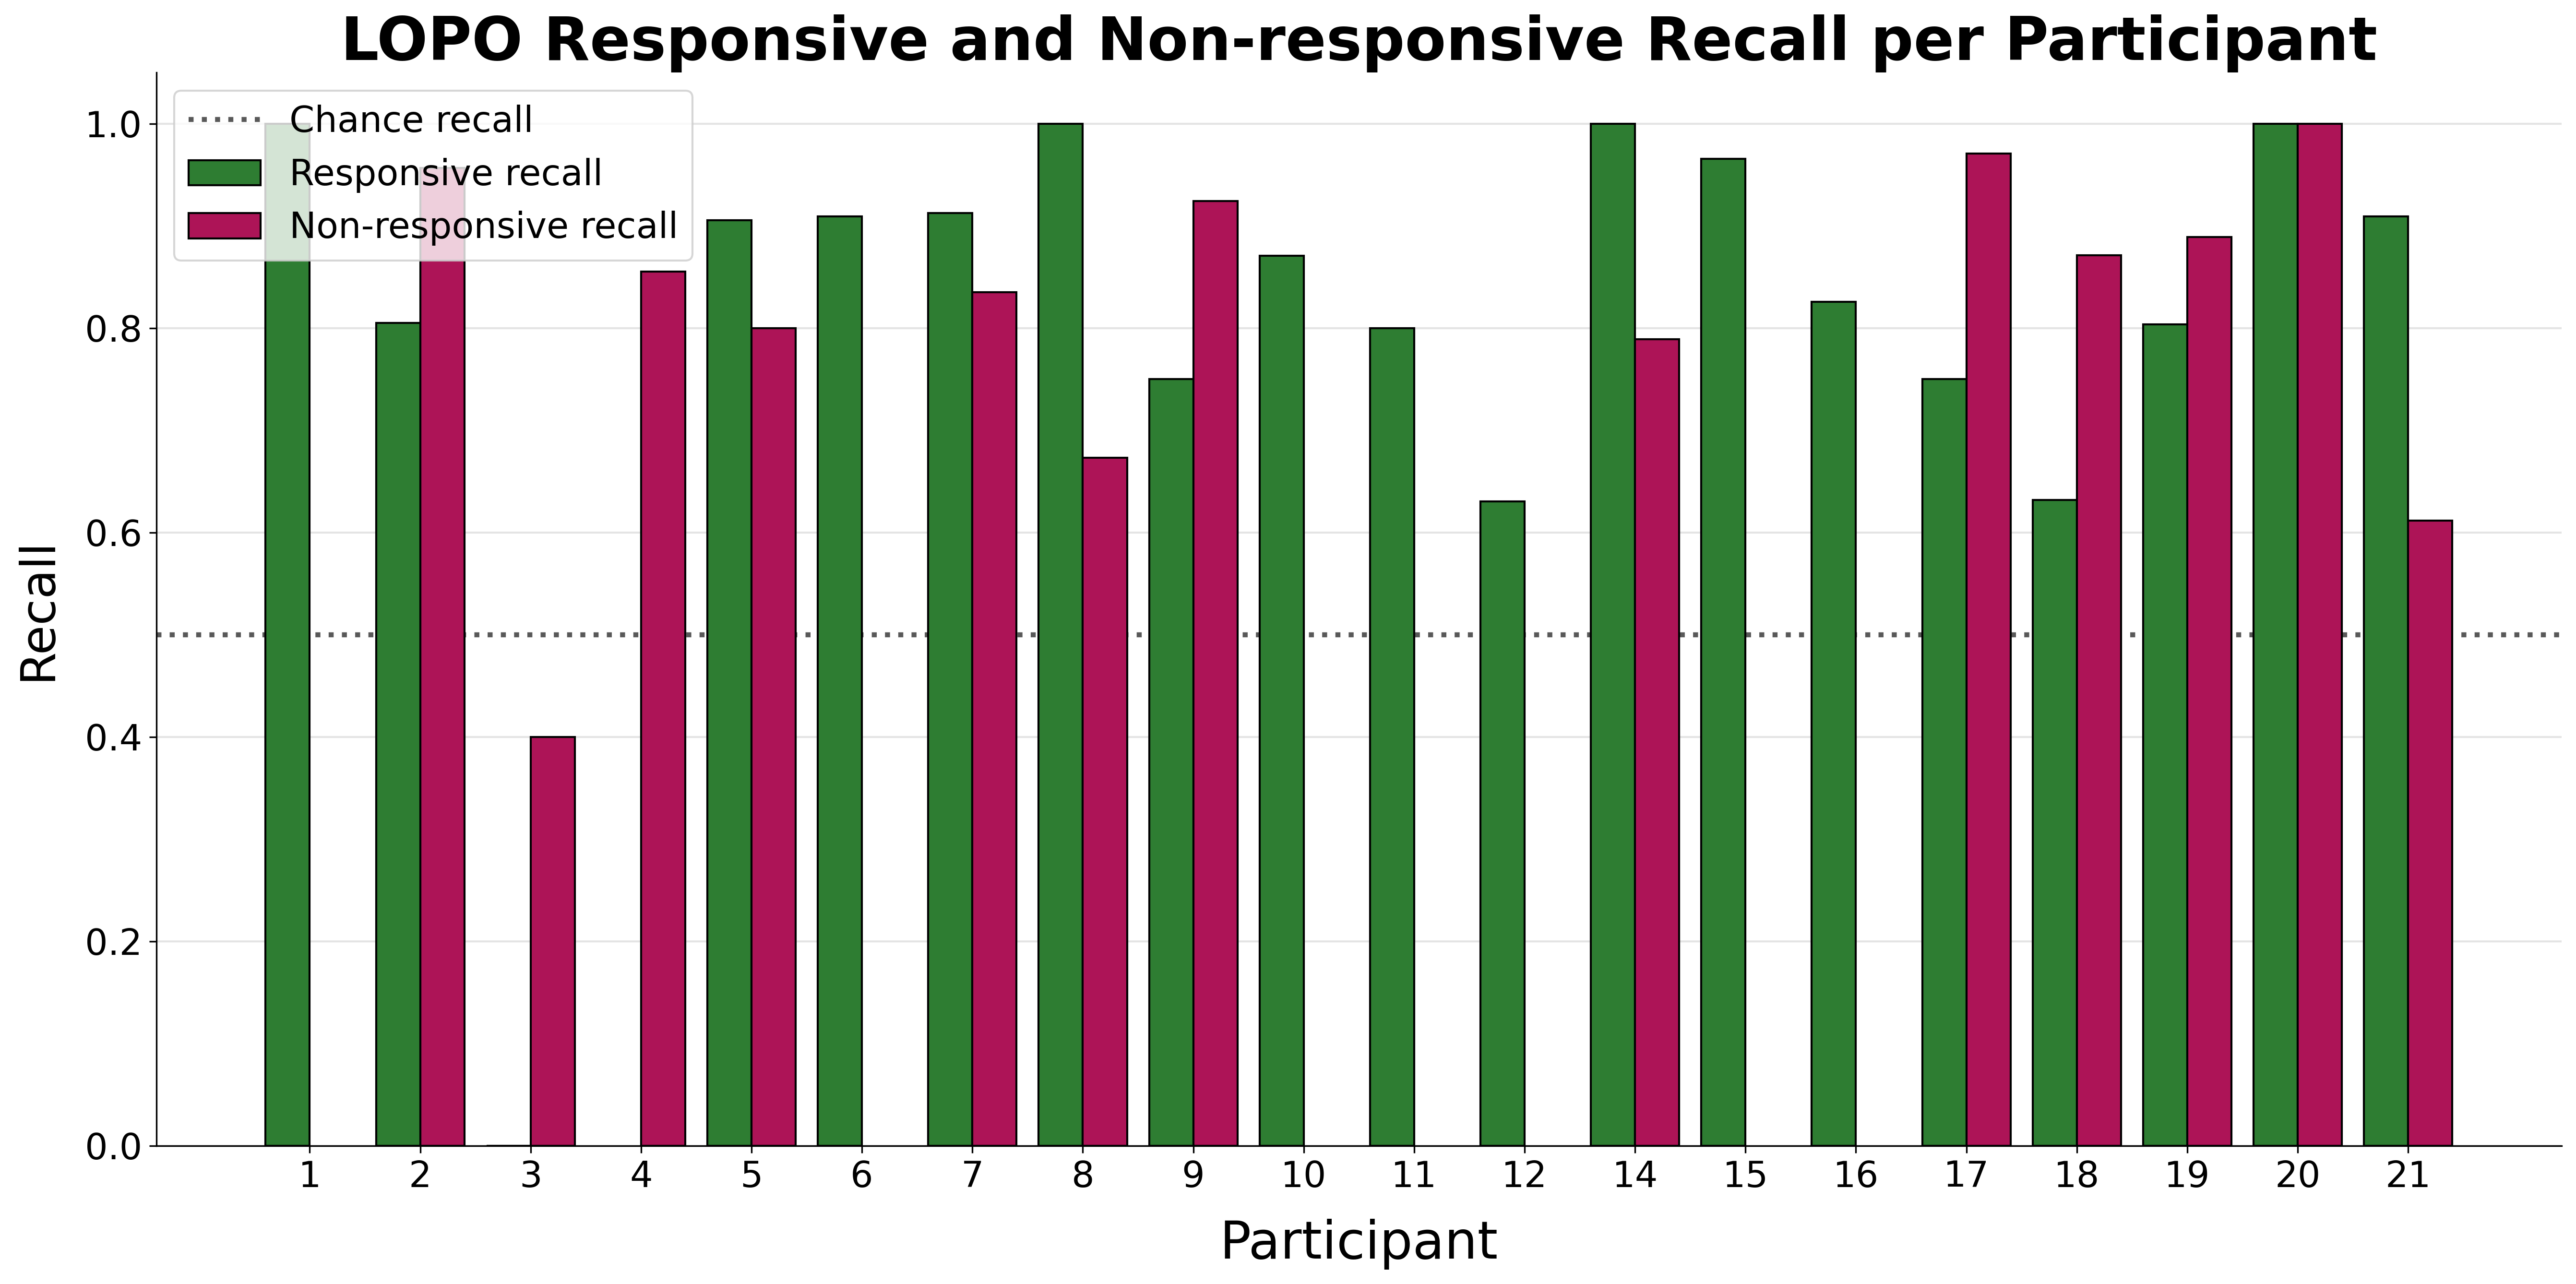 LOPO Responsive and Non-responsive Recall per Participant
Chance recall
Responsive recall
Non-responsive recall
1.0
0.8
0.6
0.4
0.2
0.0
Recall
1 2 3 4 5 6 7 8 9 10 11 12 14 15 16 17 18 19 20 21
Participant